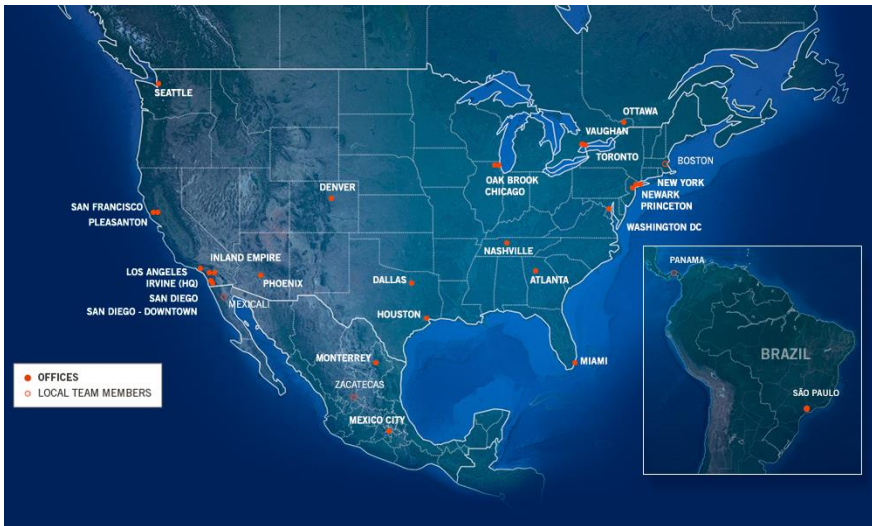 SEATTLE
OTTAWA
VAUGHAN
TORONTO
BOSTON
OAK BROOK
CHICAGO
NEW YORK
NEWARK
PRINCETON
DENVER
SAN FRANCISCO
PLEASANTON
WASHINGTON DC
NASHVILLE
INLAND EMPIRE
LOS ANGELES
IRVINE (HQ)
PHOENIX
DALLAS
ATLANTA
SAN DIEGO
MEXICALI
SAN DIEGO - DOWNTOWN
HOUSTON
MONTERREY
MIAMI
ZACATECAS
MEXICO CITY
OFFICES
LOCAL TEAM MEMBERS
PANAMA
BRAZIL
SÃO PAULO